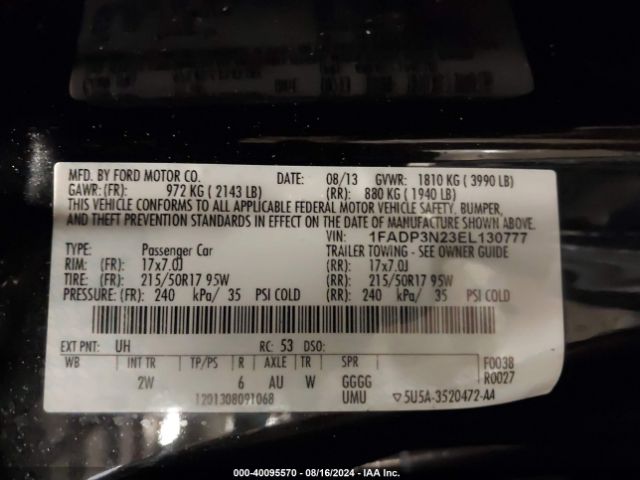 MFD. BY FORD MOTOR CO. DATE: 08/13 GVWR: 1810 KG ( 3990 LB)
GAWR: (FR): 972 KG ( 2143 LB) (RR): 880 KG ( 1940 LB)
THIS VEHICLE CONFORMS TO ALL APPLICABLE FEDERAL MOTOR VEHICLE SAFETY, BUMPER,
AND THEFT PREVENTION STANDARDS IN EFFECT ON THE DATE OF MANUFACTURE SHOWN ABOVE.
VIN: 1FADP3N23EL130777
TYPE: Passenger Car TRAILER TOWING - SEE OWNER GUIDE
RIM: (FR): 17x7.0J (RR): 17x7.0J
TIRE: (FR): 215/50R17 95W (RR): 215/50R17 95W
PRESSURE: (FR) 240 kPa/ 35 PSI COLD (RR) 240 kPa/ 35 PSI COLD
EXT PNT: UH RC: 53 DSO:
WB INT TR TP/PS R AXLE TR SPR F0038
2W 6 AU W GGGG R0027
1201308091068 UMU ▽5U5A-3520472-AA
000-40095570 - 08/16/2024 - IAA Inc.